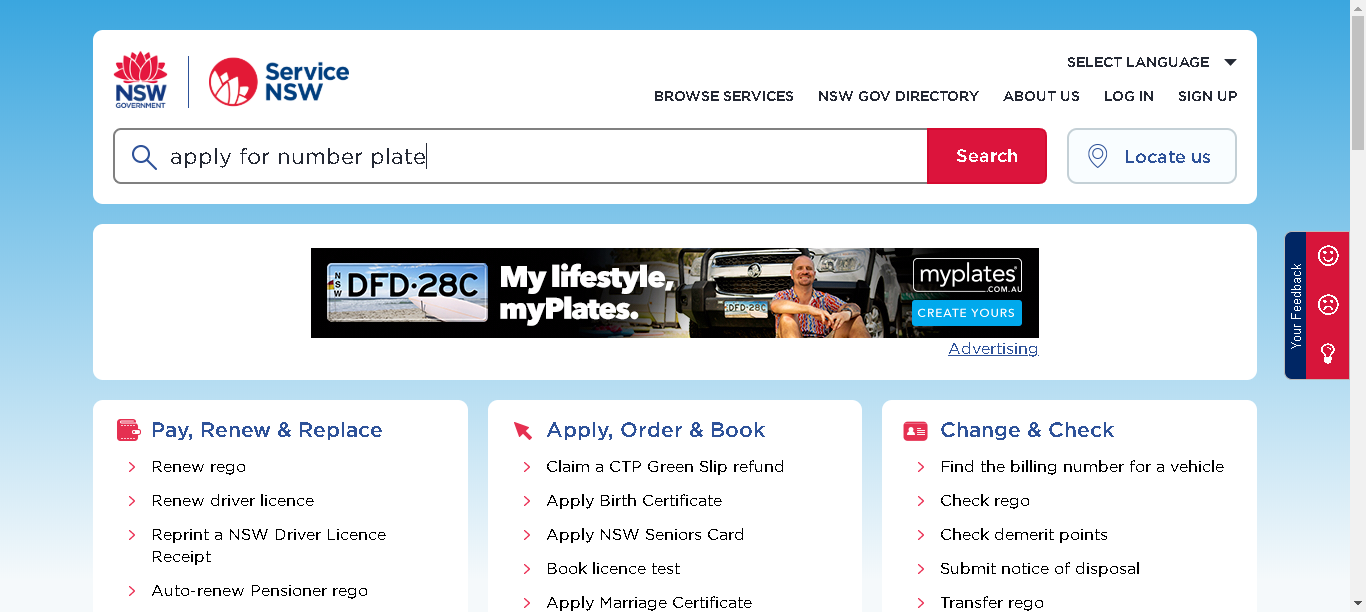 SELECT LANGUAGE
NSW
GOVERNMENT
Service
NSW
BROWSE SERVICES NSW GOV DIRECTORY ABOUT US LOG IN SIGN UP
apply for number plate
Search
Locate us
NSW
DFD·28C
My lifestyle,
myPlates.
DFD·28C
myplates
.COM.AU
CREATE YOURS
Advertising
Your Feedback
Pay, Renew & Replace
Renew rego
Renew driver licence
Reprint a NSW Driver Licence
Receipt
Auto-renew Pensioner rego
Apply, Order & Book
Claim a CTP Green Slip refund
Apply Birth Certificate
Apply NSW Seniors Card
Book licence test
Apply Marriage Certificate
Change & Check
Find the billing number for a vehicle
Check rego
Check demerit points
Submit notice of disposal
Transfer rego